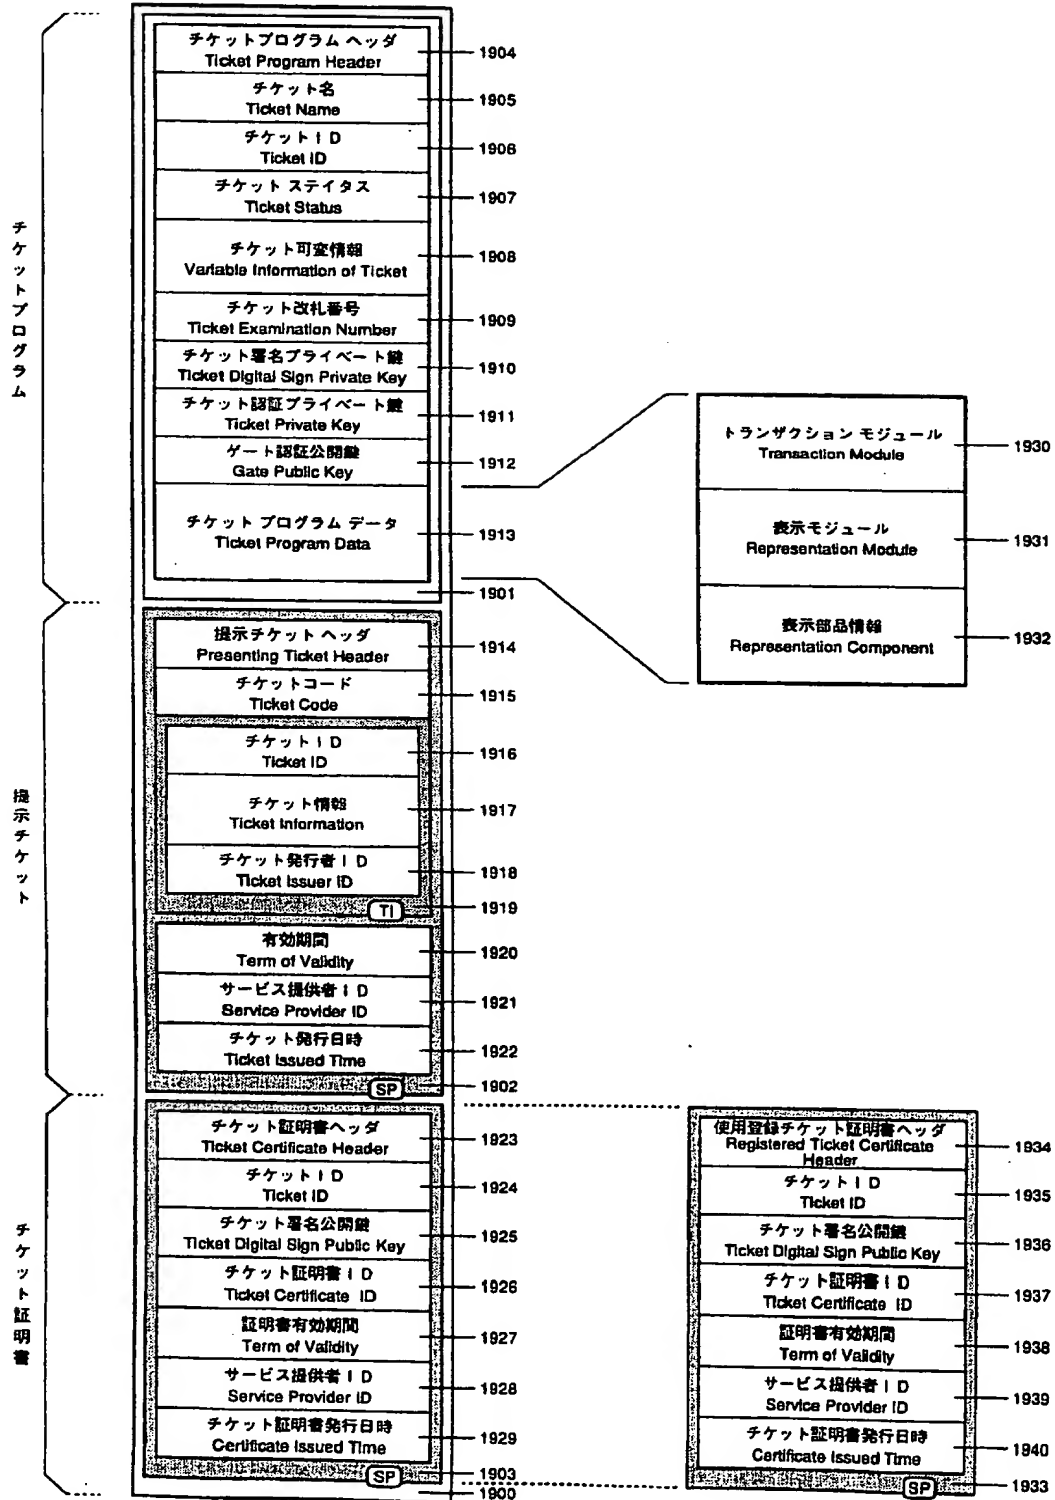 チケットプログラム
チケットプログラム ヘッダ
Ticket Program Header
1904
チケット名
Ticket Name
1905
チケットＩＤ
Ticket ID
1906
チケット ステイタス
Ticket Status
1907
チケット可変情報
Variable Information of Ticket
1908
チケット改札番号
Ticket Examination Number
1909
チケット署名プライベート鍵
Ticket Digital Sign Private Key
1910
チケット認証プライベート鍵
Ticket Private Key
1911
ゲート認証公開鍵
Gate Public Key
1912
チケット プログラム データ
Ticket Program Data
1913
1901
トランザクション モジュール
Transaction Module
1930
表示モジュール
Representation Module
1931
表示部品情報
Representation Component
1932
提示チケット
提示チケット ヘッダ
Presenting Ticket Header
1914
チケットコード
Ticket Code
1915
チケットＩＤ
Ticket ID
1916
チケット情報
Ticket Information
1917
チケット発行者ＩＤ
Ticket Issuer ID
1918
TI
1919
有効期間
Term of Validity
1920
サービス提供者ＩＤ
Service Provider ID
1921
チケット発行日時
Ticket Issued Time
1922
SP
1902
チケット証明書
チケット証明書ヘッダ
Ticket Certificate Header
1923
チケットＩＤ
Ticket ID
1924
チケット署名公開鍵
Ticket Digital Sign Public Key
1925
チケット証明書ＩＤ
Ticket Certificate ID
1926
証明書有効期間
Term of Validity
1927
サービス提供者ＩＤ
Service Provider ID
1928
チケット証明書発行日時
Certificate Issued Time
1929
SP
1903
1900
使用登録チケット証明書ヘッダ
Registered Ticket Certificate
Header
1934
チケットＩＤ
Ticket ID
1935
チケット署名公開鍵
Ticket Digital Sign Public Key
1936
チケット証明書ＩＤ
Ticket Certificate ID
1937
証明書有効期間
Term of Validity
1938
サービス提供者ＩＤ
Service Provider ID
1939
チケット証明書発行日時
Certificate Issued Time
1940
SP
1933